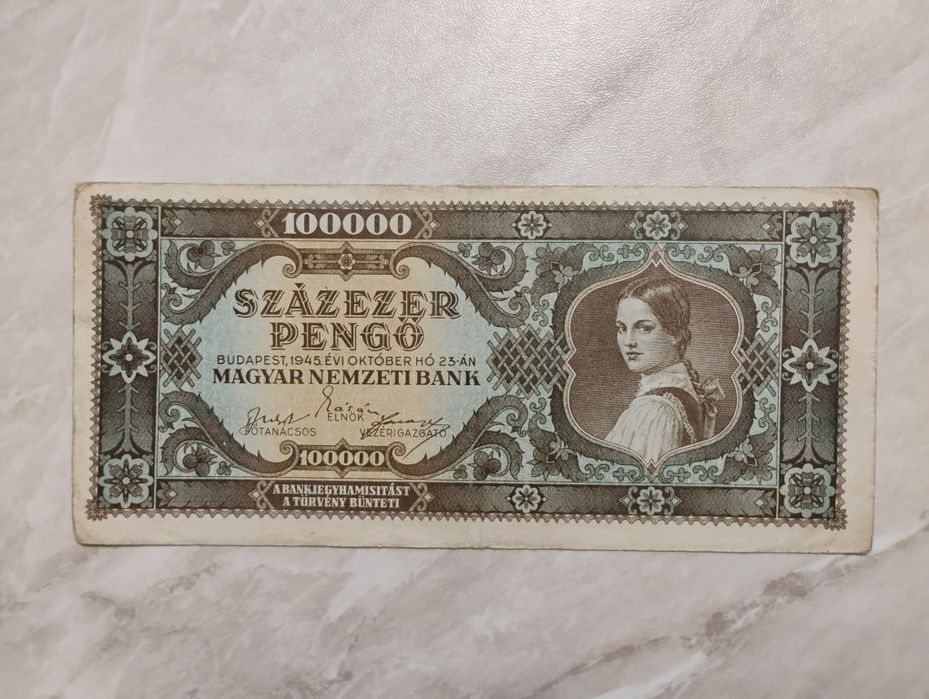 100000
SZÁZEZER
PENGŐ
BUDAPEST, 1945. ÉVI OKTÓBER HÓ 23-ÁN
MAGYAR NEMZETI BANK
ELNÖK
FŐTANÁCSOS VEZÉRIGAZGATÓ
100000
A BANKJEGYHAMISITÁST
A TÖRVÉNY BÜNTETI